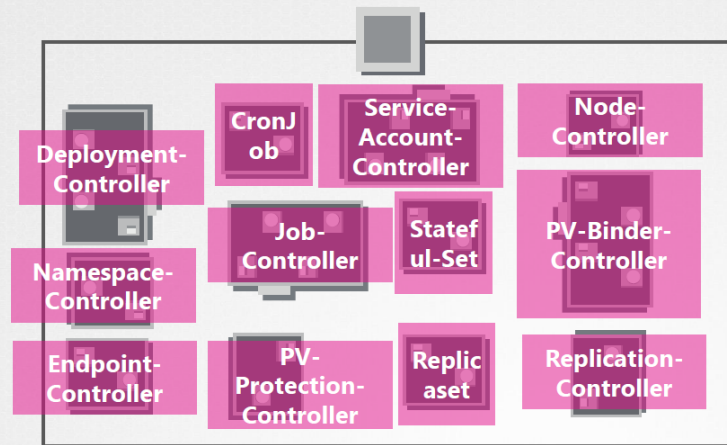 Deployment-
Controller
CronJ
ob
Service-
Account-
Controller
Node-
Controller
Namespace-
Controller
Job-
Controller
Statef
ul-Set
PV-Binder-
Controller
Endpoint-
Controller
PV-
Protection-
Controller
Replic
aset
Replication-
Controller